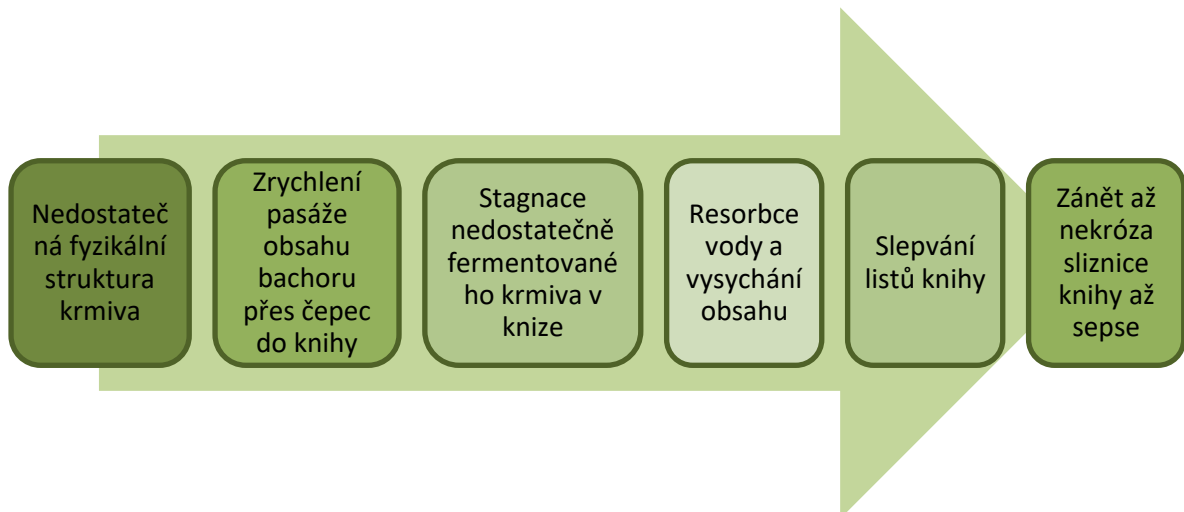 Nedostateč
ná fyzikální
struktura
krmiva
Zrychlení
pasáže
obsahu
bachoru
přes čepec
do knihy
Stagnace
nedostatečně
fermentované
ho krmiva v
knize
Resorbce
vody a
vysychání
obsahu
Slepvání
listů knihy
Zánět až
nekróza
sliznice
knihy až
sepse